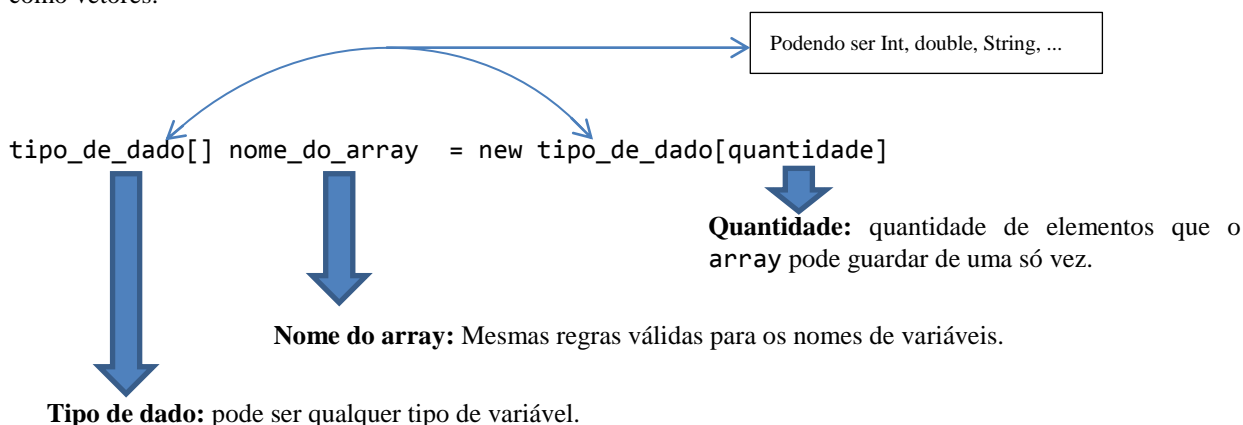 como vetores.
Podendo ser Int, double, String, ...
tipo_de_dado[] nome_do_array = new tipo_de_dado[quantidade]
Quantidade: quantidade de elementos que o
array pode guardar de uma só vez.
Nome do array: Mesmas regras válidas para os nomes de variáveis.
Tipo de dado: pode ser qualquer tipo de variável.